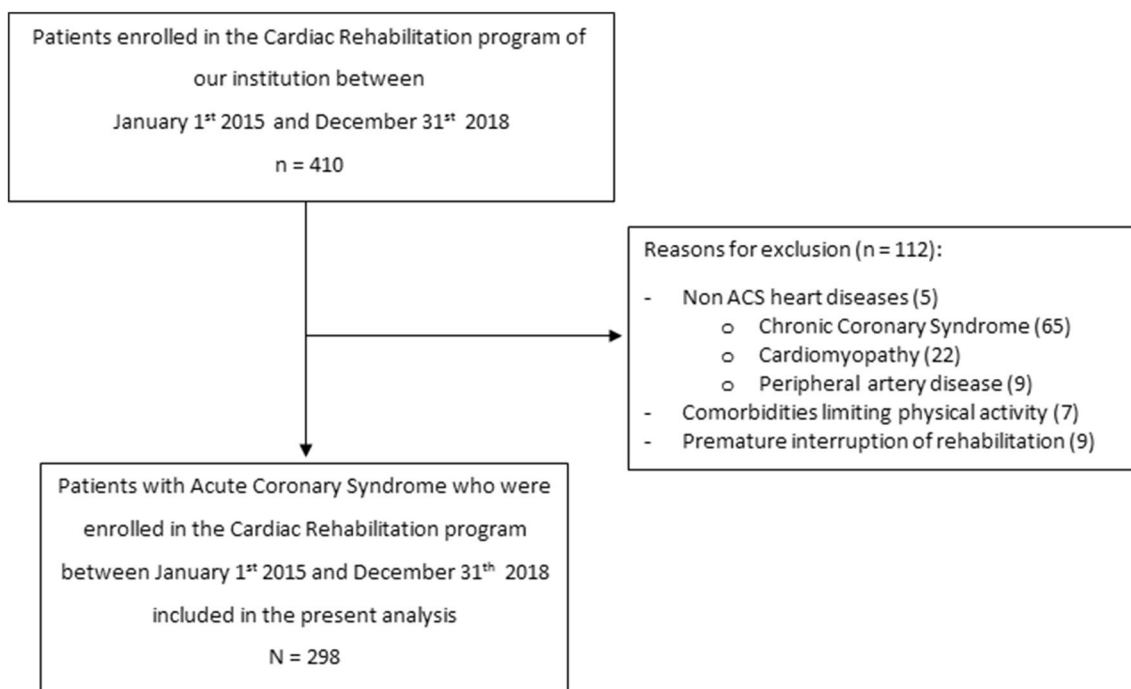 Patients enrolled in the Cardiac Rehabilitation program of
our institution between
January 1st 2015 and December 31st 2018
n = 410
Reasons for exclusion (n = 112):
- Non ACS heart diseases (5)
o Chronic Coronary Syndrome (65)
o Cardiomyopathy (22)
o Peripheral artery disease (9)
- Comorbidities limiting physical activity (7)
- Premature interruption of rehabilitation (9)
Patients with Acute Coronary Syndrome who were
enrolled in the Cardiac Rehabilitation program
between January 1st 2015 and December 31th 2018
included in the present analysis
N = 298